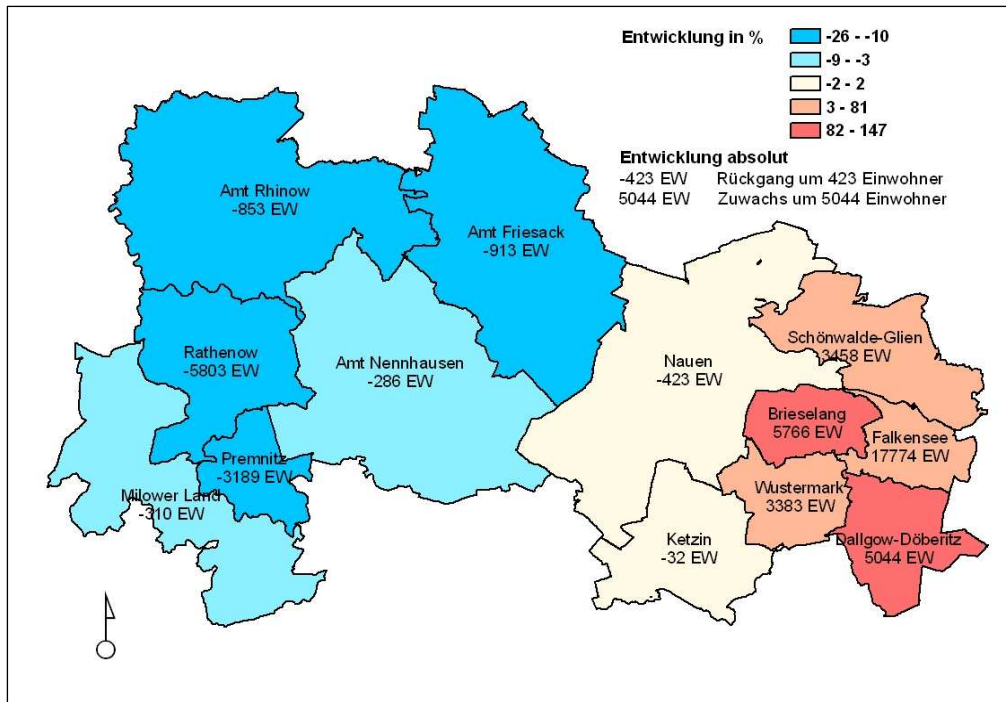 Entwicklung in %
-26 - -10
-9 - -3
-2 - 2
3 - 81
82 - 147
Entwicklung absolut
-423 EW Rückgang um 423 Einwohner
5044 EW Zuwachs um 5044 Einwohner
Amt Rhinow
-853 EW
Amt Friesack
-913 EW
Rathenow
-5803 EW
Amt Nennhausen
-286 EW
Nauen
-423 EW
Schönwalde-Glien
3458 EW
Brieselang
5766 EW
Falkensee
17774 EW
Premnitz
-3189 EW
Milower Land
-310 EW
Wustermark
3383 EW
Ketzin
-32 EW
Dallgow-Döberitz
5044 EW